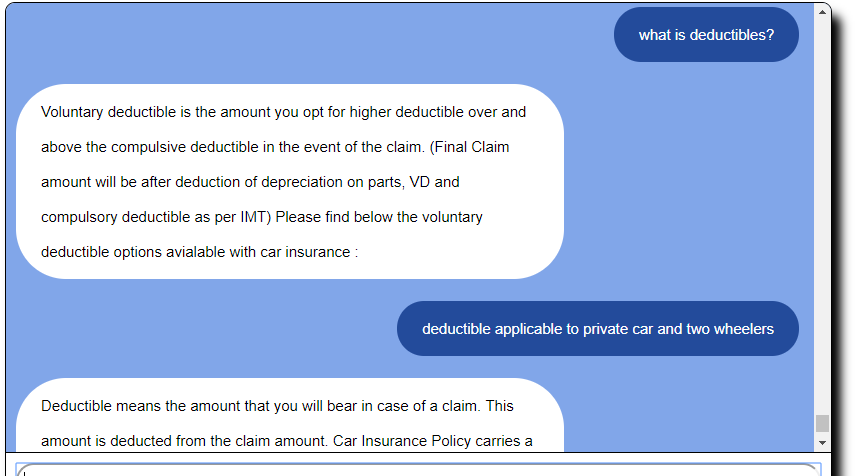 what is deductibles?
Voluntary deductible is the amount you opt for higher deductible over and
above the compulsive deductible in the event of the claim. (Final Claim
amount will be after deduction of depreciation on parts, VD and
compulsory deductible as per IMT) Please find below the voluntary
deductible options avialable with car insurance :
deductible applicable to private car and two wheelers
Deductible means the amount that you will bear in case of a claim. This
amount is deducted from the claim amount. Car Insurance Policy carries a